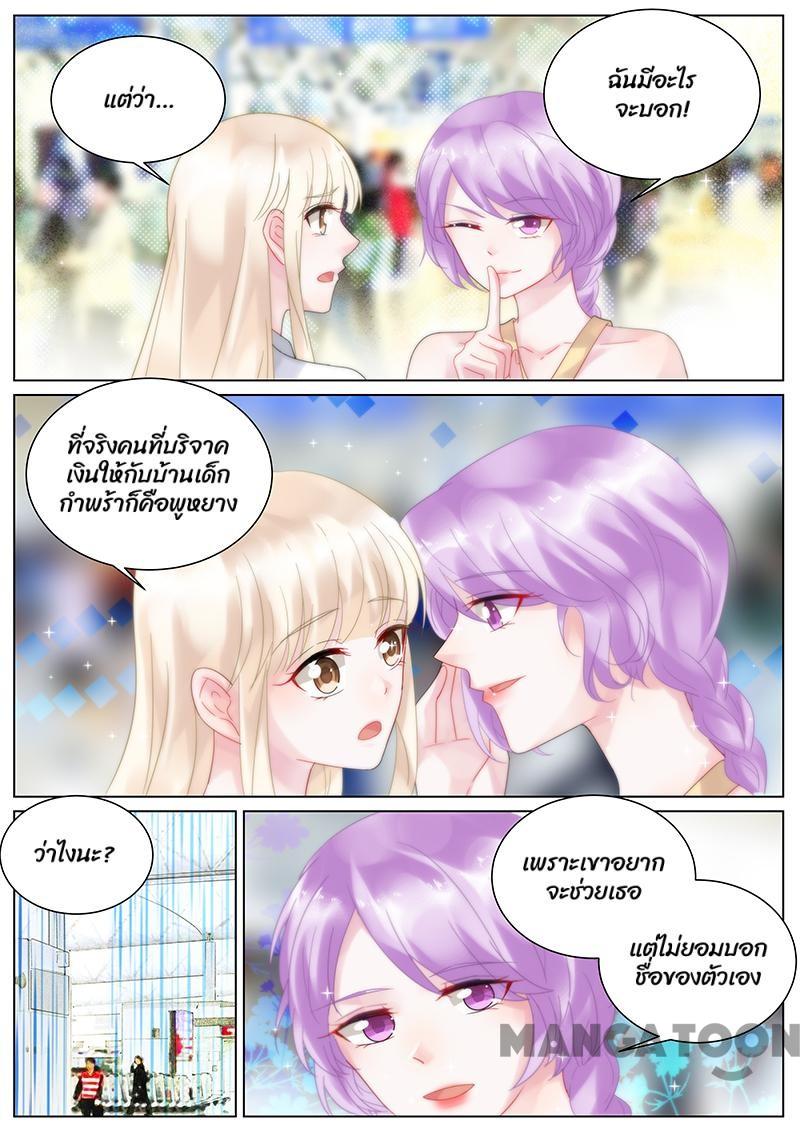 แต่ว่า...
ฉันมีอะไร
จะบอก!
ที่จริงคนที่บริจาค
เงินให้กับบ้านเด็ก
กำพร้าก็คือพูหยาง
ว่าไงนะ?
เพราะเขาอยาก
จะช่วยเธอ
แต่ไม่ยอมบอก
ชื่อของตัวเอง
MANGATOON